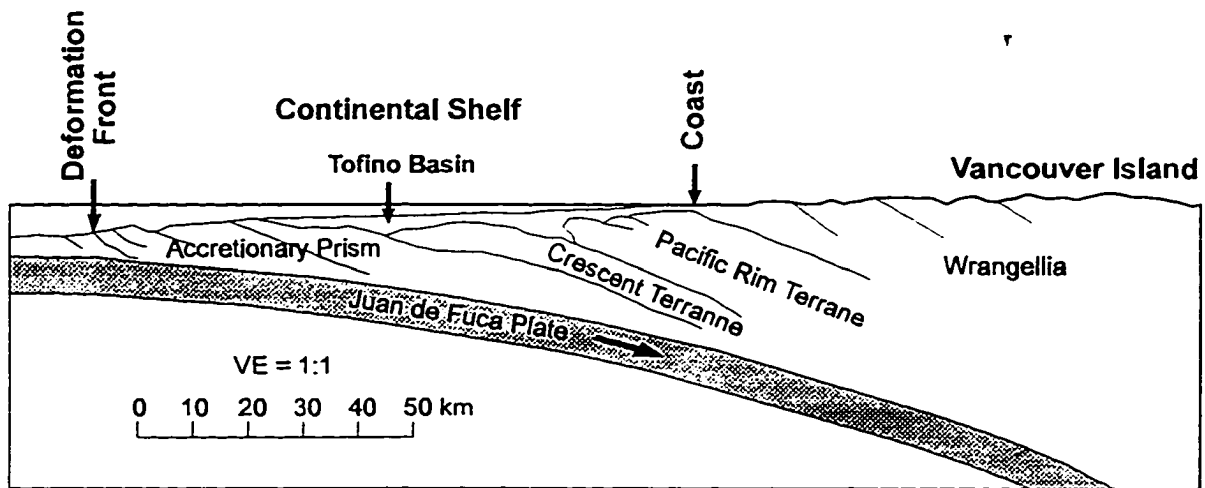 Deformation
Front
Continental Shelf
Tofino Basin
Coast
Vancouver Island
Accretionary Prism
Crescent Terranne
Pacific Rim Terrane
Wrangellia
Juan de Fuca Plate
VE = 1:1
0 10 20 30 40 50 km